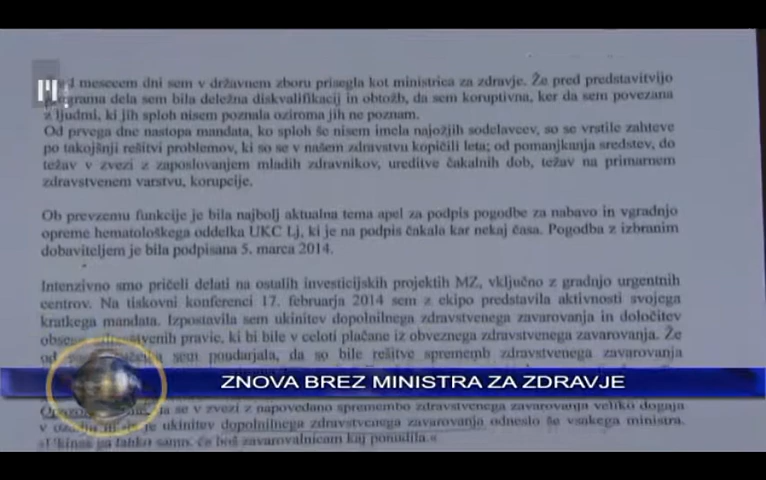 mesecem dni sem v državnem zboru prisegla kot ministrica za zdravje. Že pred predstavitvijo
programa dela sem bila deležna diskvalifikacij in obtožb, da sem koruptivna, ker da sem povezana
z ljudmi, ki jih sploh nisem poznala oziroma jih ne poznam.
Od prvega dne nastopa mandata, ko sploh še nisem imela najožjih sodelavcev, so se vrstile zahteve
po takojšnji rešitvi problemov, ki so se v našem zdravstvu kopičili leta; od pomanjkanja sredstev, do
težav v zvezi z zaposlovanjem mladih zdravnikov, ureditve čakalnih dob, težav na primarnem
zdravstvenem varstvu, korupcije.
Ob prevzemu funkcije je bila najbolj aktualna tema apel za podpis pogodbe za nabavo in vgradnjo
opreme hematološkega oddelka UKC Lj, ki je na podpis čakala kar nekaj časa. Pogodba z izbranim
dobaviteljem je bila podpisana 5. marca 2014.
Intenzivno smo pričeli delati na ostalih investicijskih projektih MZ, vključno z gradnjo urgentnih
centrov. Na tiskovni konferenci 17. februarja 2014 sem z ekipo predstavila aktivnosti svojega
kratkega mandata. Izpostavila sem ukinitev dopolnilnega zdravstvenega zavarovanja in določitev
pravic, ki bi bile v celoti plačane iz obveznega zdravstvenega zavarovanja. Že
sem poudarjala, da so bile rešitve sprememb zdravstvenega zavarovanja
ZNOVA BREZ MINISTRA ZA ZDRAVJE
da se v zvezi z napovedano spremembo zdravstvenega zavarovanja veliko dogaja
v je ukinitev dopolnilnega zdravstvenega zavarovanja odneslo še vsakega ministra.
ga lahko samo, če boš zavarovalnicam kaj ponudila.«